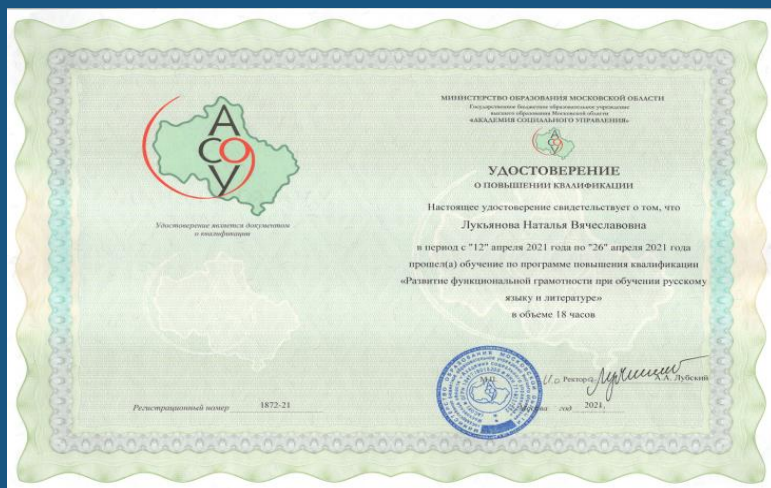 А
СО
У
Удостоверение является документом
о квалификации
Регистрационный номер 1872-21
МИНИСТЕРСТВО ОБРАЗОВАНИЯ МОСКОВСКОЙ ОБЛАСТИ
Государственное бюджетное образовательное учреждение
высшего образования Московской области
«АКАДЕМИЯ СОЦИАЛЬНОГО УПРАВЛЕНИЯ»
УДОСТОВЕРЕНИЕ
О ПОВЫШЕНИИ КВАЛИФИКАЦИИ
Настоящее удостоверение свидетельствует о том, что
Лукьянова Наталья Вячеславовна
в период с "12" апреля 2021 года по "26" апреля 2021 года
прошел(а) обучение по программе повышения квалификации
«Развитие функциональной грамотности при обучении русскому
языку и литературе»
в объеме 18 часов
М.П. И.о Ректора А.А. Лубский
Москва год 2021